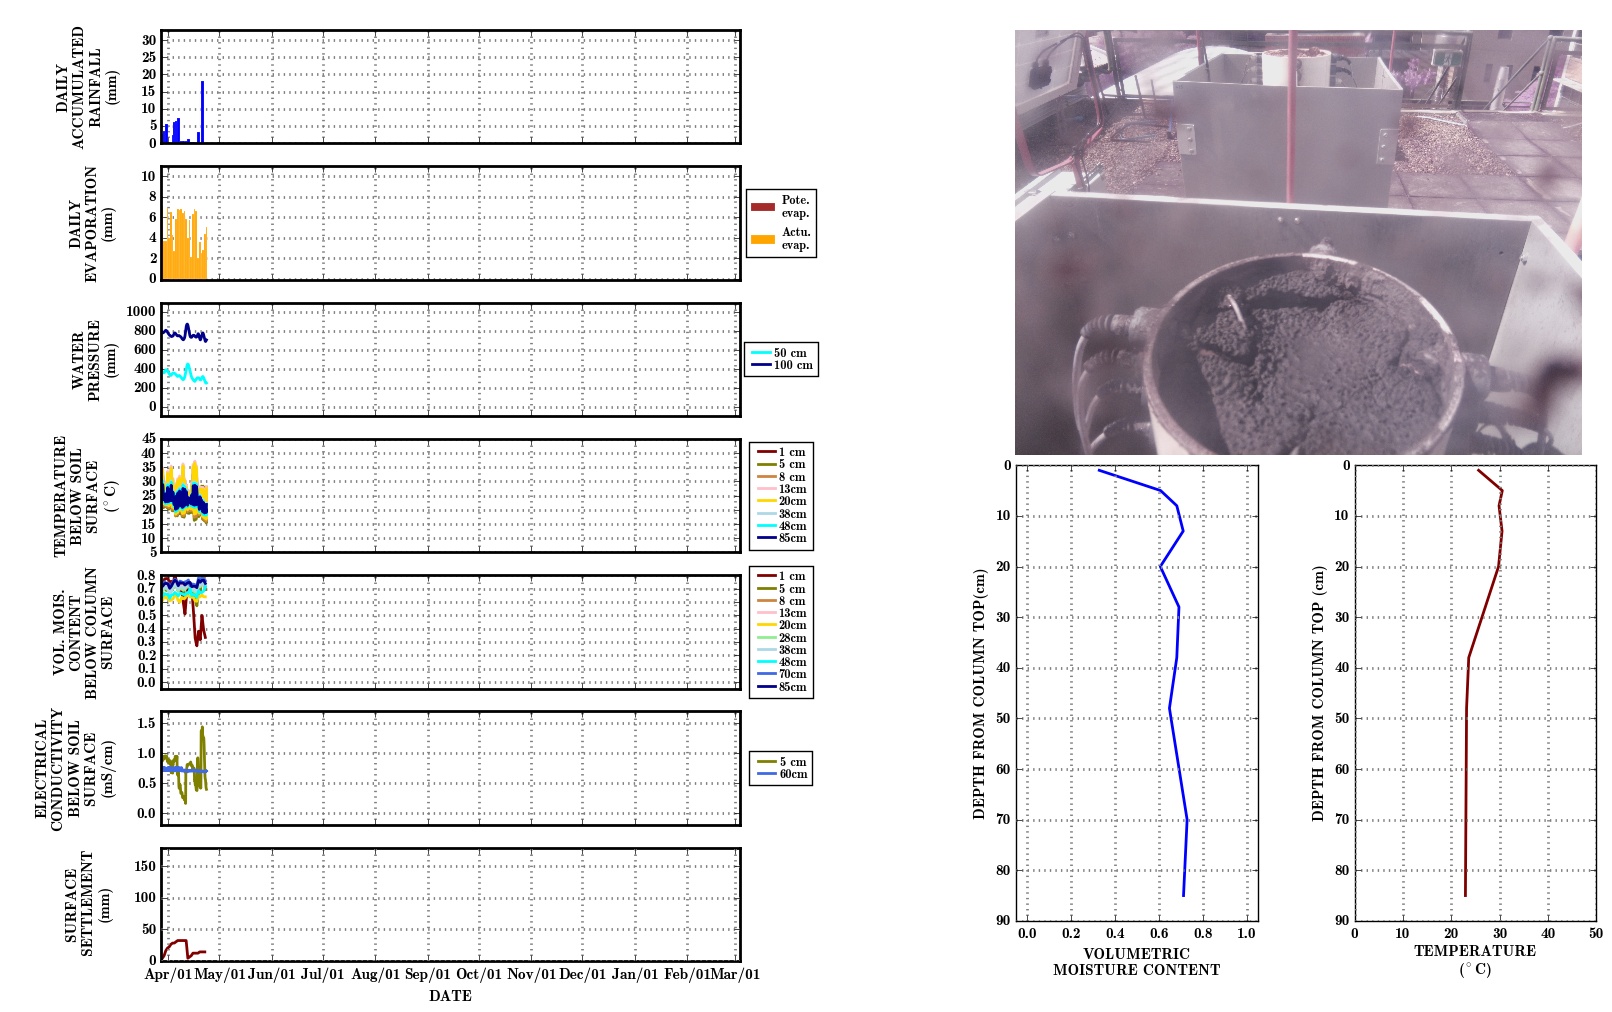 DAILY
ACCUMULATED
RAINFALL
(mm)
30
25
20
15
10
5
0
DAILY
EVAPORATION
(mm)
10
8
6
4
2
0
Pote.
evap.
Actu.
evap.
WATER
PRESSURE
(mm)
1000
800
600
400
200
0
50 cm
100 cm
TEMPERATURE
BELOW SOIL
SURFACE
(°C)
45
40
35
30
25
20
15
10
5
1 cm
5 cm
8 cm
13cm
20cm
38cm
48cm
85cm
VOL. MOIS.
CONTENT
BELOW COLUMN
SURFACE
0.8
0.7
0.6
0.5
0.4
0.3
0.2
0.1
0.0
1 cm
5 cm
8 cm
13cm
20cm
28cm
38cm
48cm
70cm
85cm
ELECTRICAL
CONDUCTIVITY
BELOW SOIL
SURFACE
(mS/cm)
1.5
1.0
0.5
0.0
5 cm
60cm
SURFACE
SETTLEMENT
(mm)
150
100
50
0
Apr/01 May/01 Jun/01 Jul/01 Aug/01 Sep/01 Oct/01 Nov/01 Dec/01 Jan/01 Feb/01 Mar/01
DATE
DEPTH FROM COLUMN TOP(cm)
0
10
20
30
40
50
60
70
80
90
0.0 0.2 0.4 0.6 0.8 1.0
VOLUMETRIC
MOISTURE CONTENT
DEPTH FROM COLUMN TOP (cm)
0
10
20
30
40
50
60
70
80
90
0 10 20 30 40 50
TEMPERATURE
(°C)